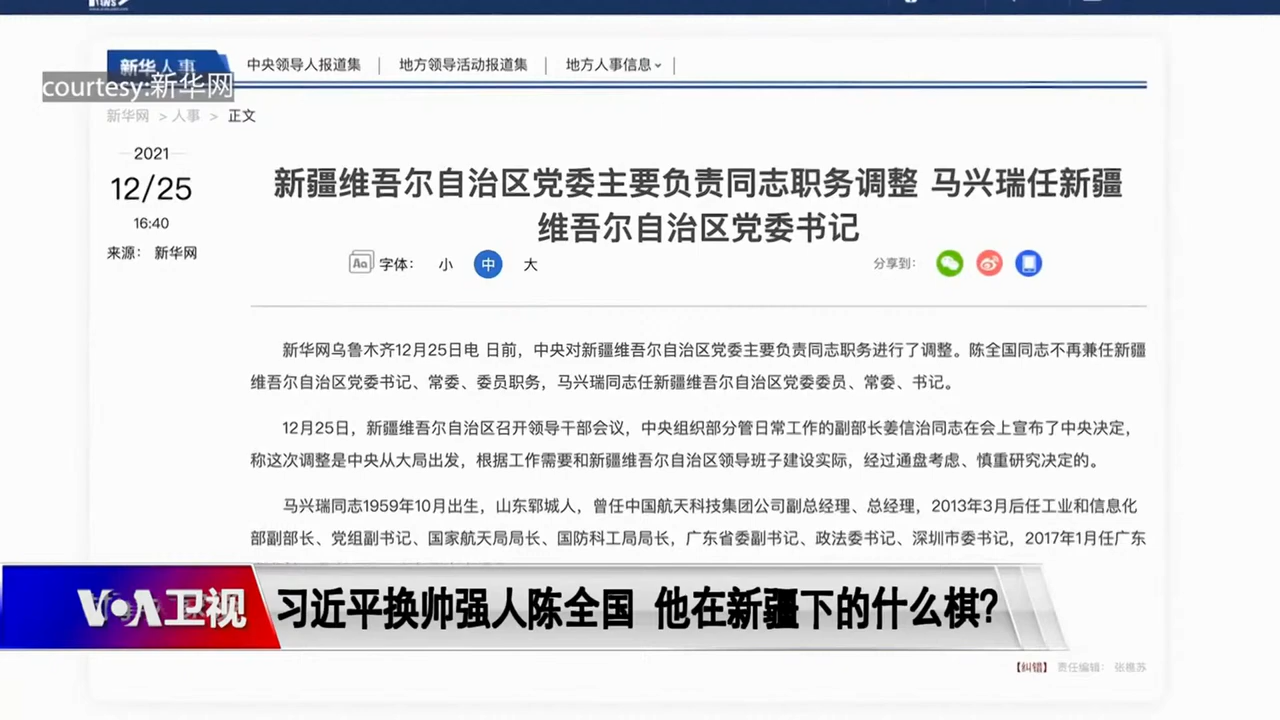 新华人事
中央领导人报道集 | 地方领导活动报道集 | 地方人事信息 |
courtesy:新华网
新华网 > 人事 > 正文
2021
12/25
16:40
来源： 新华网
新疆维吾尔自治区党委主要负责同志职务调整 马兴瑞任新疆
维吾尔自治区党委书记
Aa 字体： 小 中 大
分享到：
新华网乌鲁木齐12月25日电 日前，中央对新疆维吾尔自治区党委主要负责同志职务进行了调整。陈全国同志不再兼任新疆
维吾尔自治区党委书记、常委、委员职务，马兴瑞同志任新疆维吾尔自治区党委委员、常委、书记。
12月25日，新疆维吾尔自治区召开领导干部会议，中央组织部分管日常工作的副部长姜信治同志在会上宣布了中央决定，
称这次调整是中央从大局出发，根据工作需要和新疆维吾尔自治区领导班子建设实际，经过通盘考虑、慎重研究决定的。
马兴瑞同志1959年10月出生，山东郓城人，曾任中国航天科技集团公司副总经理、总经理，2013年3月后任工业和信息化
部副部长、党组副书记、国家航天局局长、国防科工局局长，广东省委副书记、政法委书记、深圳市委书记，2017年1月任广东
VOA卫视 习近平换帅强人陈全国 他在新疆下的什么棋?
【纠错】 责任编辑： 张樵苏